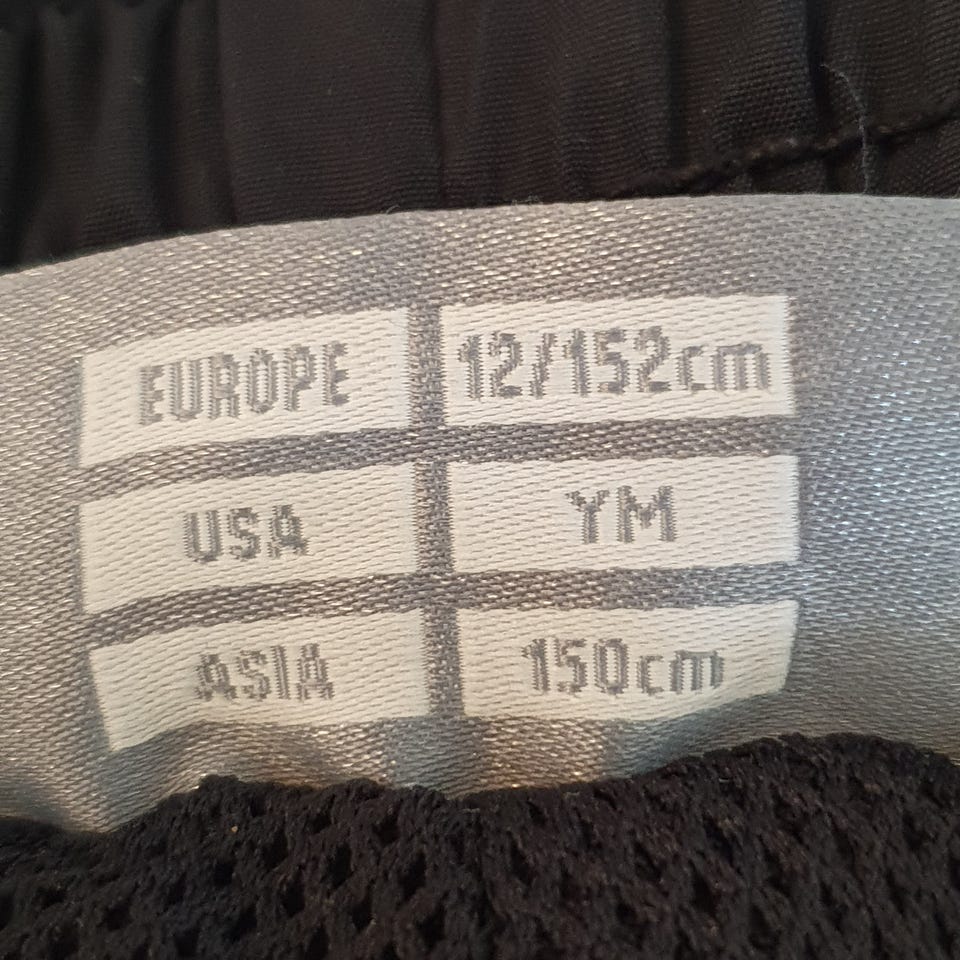 EUROPE 12/152cm
USA YM
ASIA 150cm